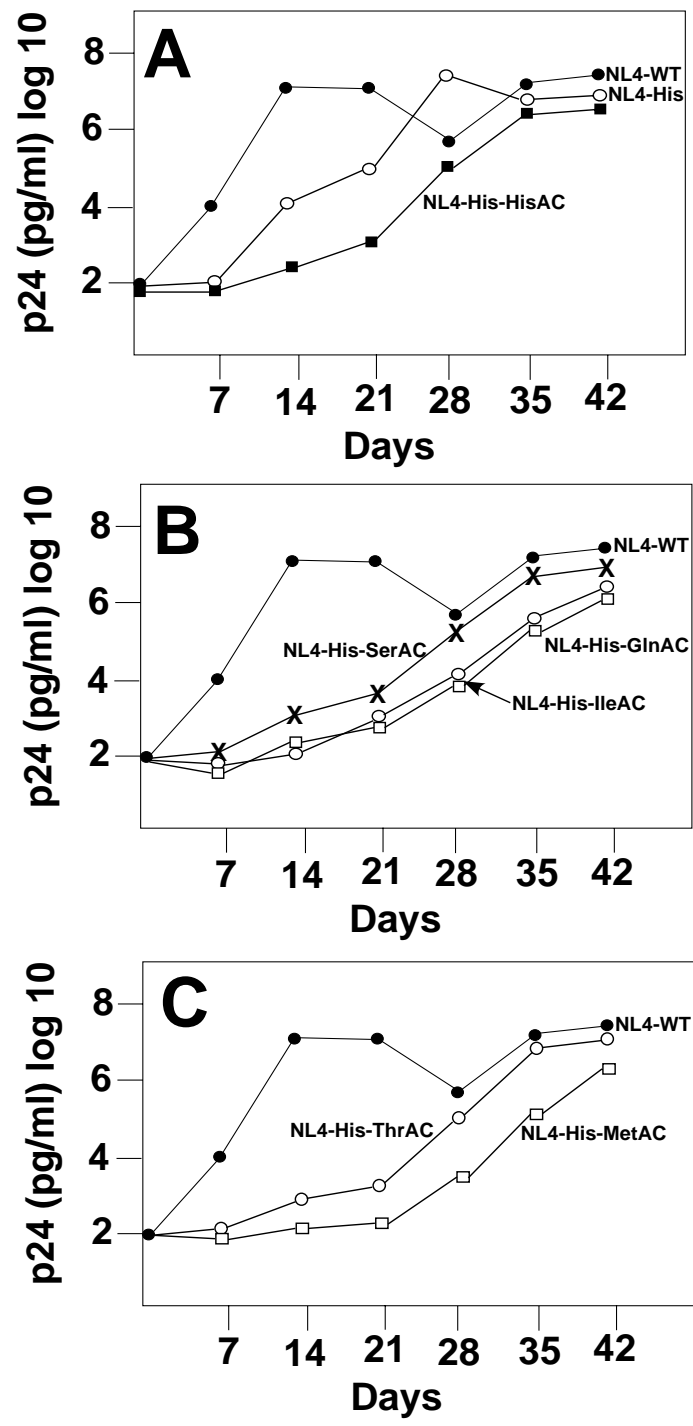 A
p24 (pg/ml) log 10
8
6
4
2
NL4-WT
NL4-His
NL4-His-HisAC
7 14 21 28 35 42
Days
B
p24 (pg/ml) log 10
8
6
4
2
NL4-WT
NL4-His-SerAC
NL4-His-GlnAC
NL4-His-IleAC
7 14 21 28 35 42
Days
C
p24 (pg/ml) log 10
8
6
4
2
NL4-WT
NL4-His-ThrAC
NL4-His-MetAC
7 14 21 28 35 42
Days